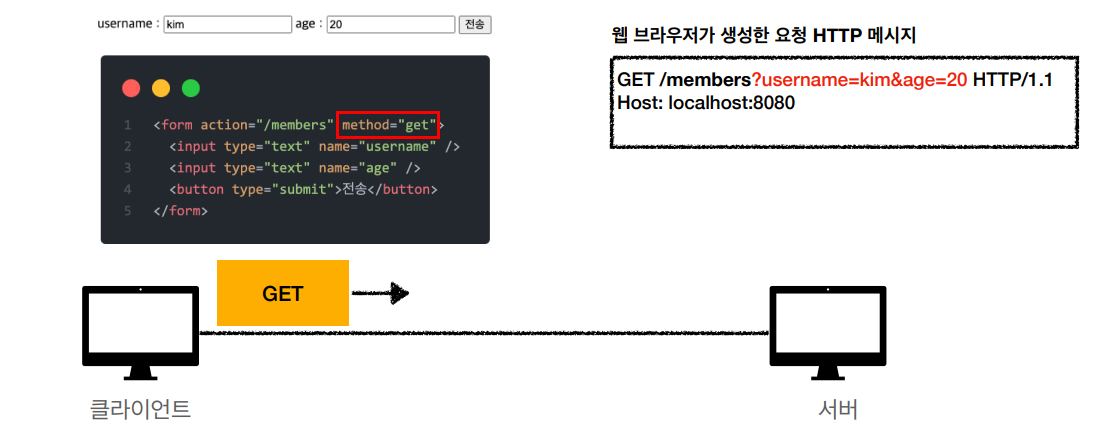 username : kim age : 20 전송
웹 브라우저가 생성한 요청 HTTP 메시지
GET /members?username=kim&age=20 HTTP/1.1
Host: localhost:8080
1 <form action="/members" method="get">
2 <input type="text" name="username" />
3 <input type="text" name="age" />
4 <button type="submit">전송</button>
5 </form>
GET
클라이언트
서버